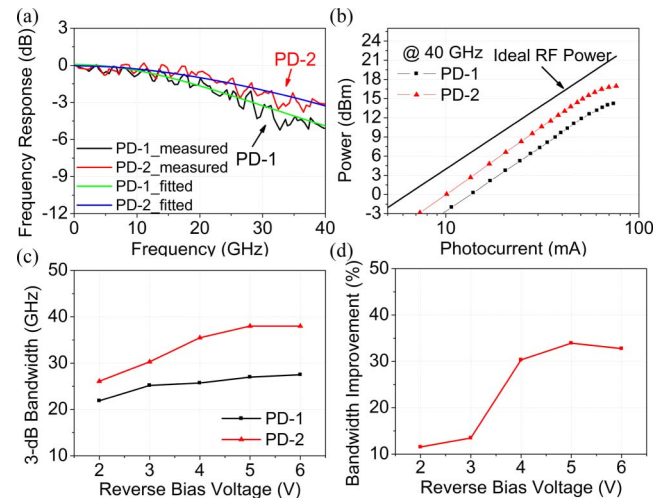 (a)
3
0
-3
-6
-9
-12
Frequency Response (dB)
PD-2
PD-1
PD-1_measured
PD-2_measured
PD-1_fitted
PD-2_fitted
0 10 20 30 40
Frequency (GHz)
(b)
24
21
18
15
12
9
6
3
0
-3
Power (dBm)
@ 40 GHz
Ideal RF Power
PD-1
PD-2
10 100
Photocurrent (mA)
(c)
50
40
30
20
10
3-dB Bandwidth (GHz)
PD-1
PD-2
2 3 4 5 6
Reverse Bias Voltage (V)
(d)
50
40
30
20
10
Bandwidth Improvement (%)
2 3 4 5 6
Reverse Bias Voltage (V)